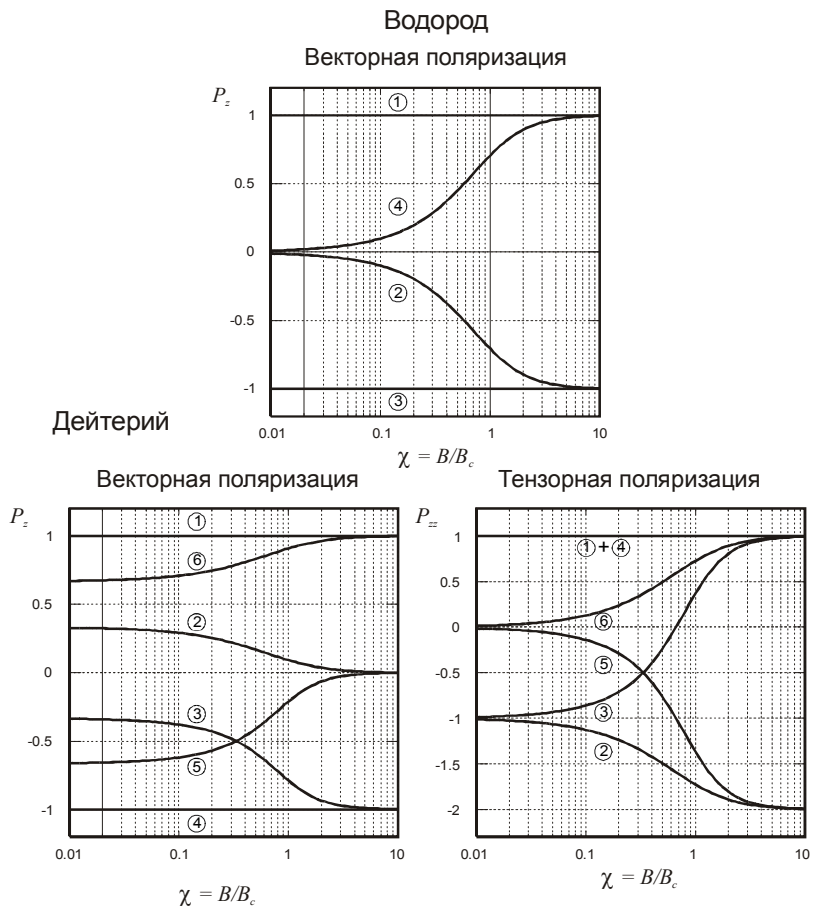 Водород
Векторная поляризация
P_z
1
0.5
0
-0.5
-1
①
④
②
③
0.01 0.1 1 10
χ = B/B_c
Дейтерий
Векторная поляризация
P_z
1
0.5
0
-0.5
-1
①
⑥
②
③
⑤
④
0.01 0.1 1 10
χ = B/B_c
Тензорная поляризация
P_zz
1
0.5
0
-0.5
-1
-1.5
-2
①+④
⑥
⑤
③
②
0.01 0.1 1 10
χ = B/B_c